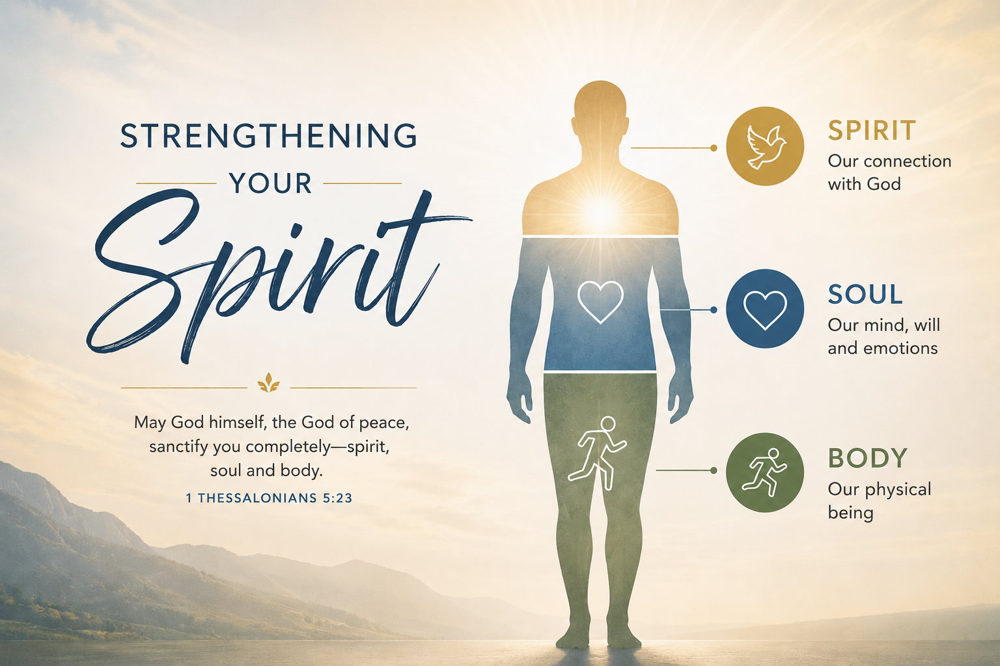 STRENGTHENING
YOUR
Spirit
May God himself, the God of peace,
sanctify you completely—spirit,
soul and body.
1 THESSALONIANS 5:23
SPIRIT
Our connection
with God
SOUL
Our mind, will
and emotions
BODY
Our physical
being